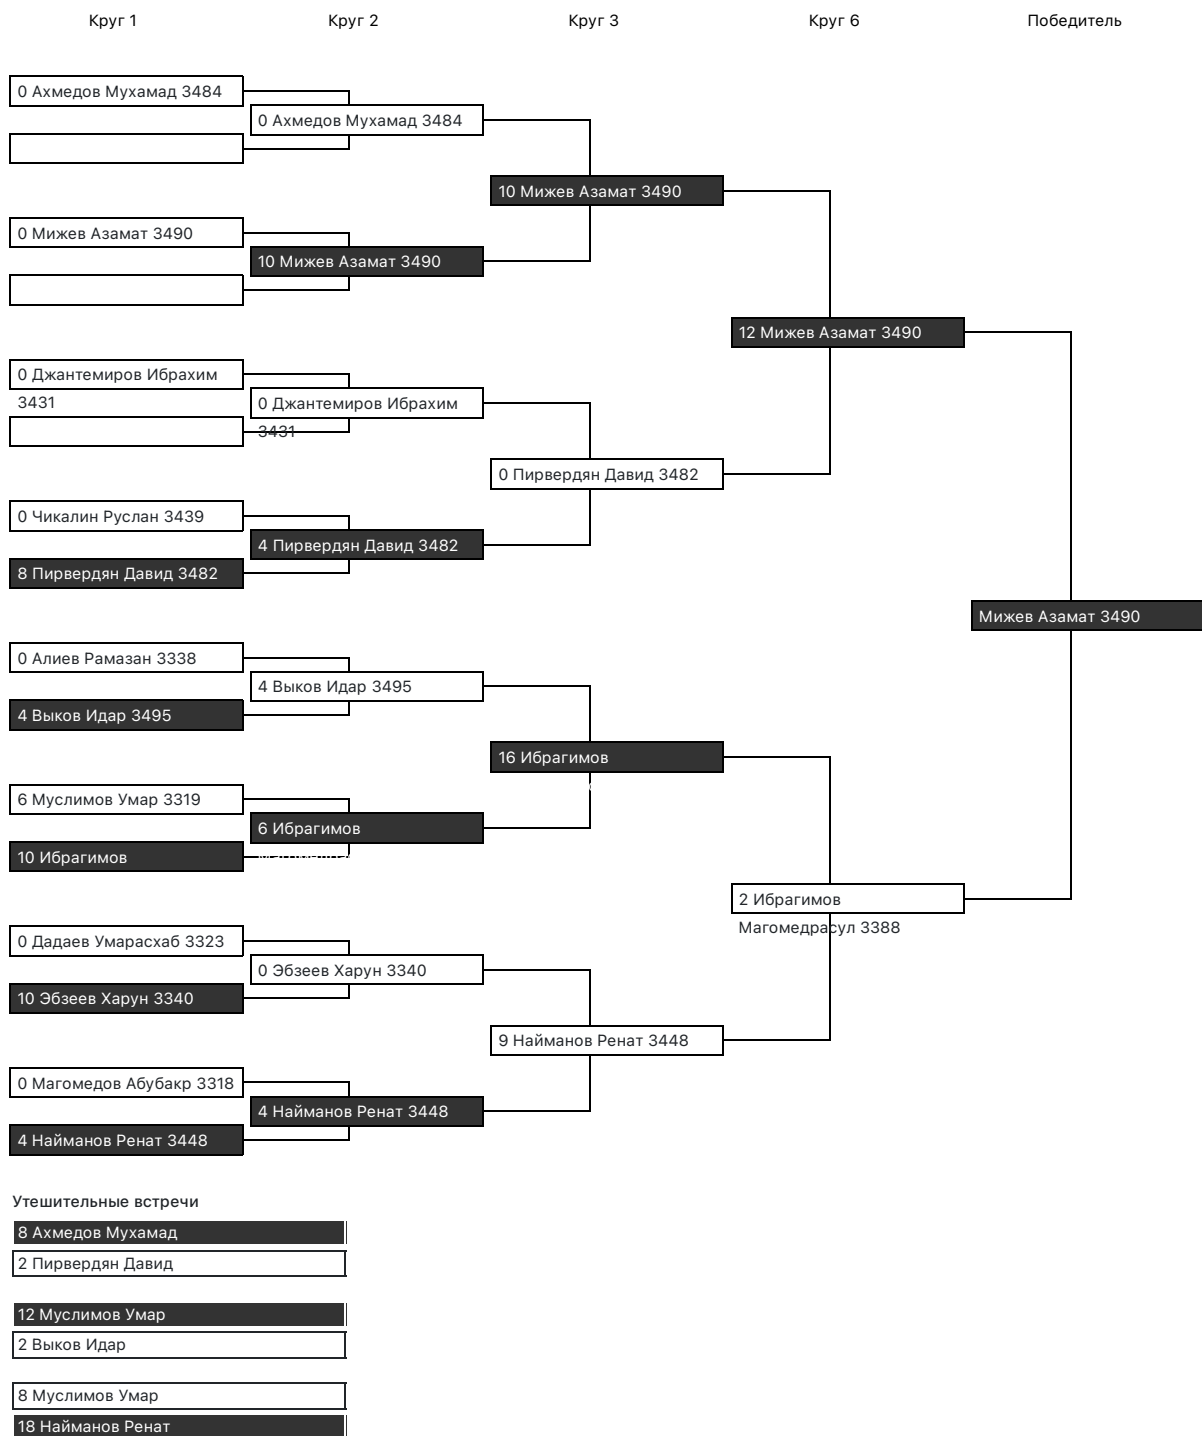 Круг 1 Круг 2 Круг 3 Круг 6 Победитель
0 Ахмедов Мухамад 3484
0 Ахмедов Мухамад 3484
10 Мижев Азамат 3490
0 Мижев Азамат 3490
10 Мижев Азамат 3490
12 Мижев Азамат 3490
0 Джантемиров Ибрахим
3431
0 Джантемиров Ибрахим
3431
0 Пирвердян Давид 3482
0 Чикалин Руслан 3439
4 Пирвердян Давид 3482
8 Пирвердян Давид 3482
Мижев Азамат 3490
0 Алиев Рамазан 3338
4 Выков Идар 3495
4 Выков Идар 3495
16 Ибрагимов
6 Муслимов Умар 3319
6 Ибрагимов
10 Ибрагимов
2 Ибрагимов
Магомедрасул 3388
0 Дадаев Умарасхаб 3323
0 Эбзеев Харун 3340
10 Эбзеев Харун 3340
9 Найманов Ренат 3448
0 Магомедов Абубакр 3318
4 Найманов Ренат 3448
4 Найманов Ренат 3448
Утешительные встречи
8 Ахмедов Мухамад
2 Пирвердян Давид
12 Муслимов Умар
2 Выков Идар
8 Муслимов Умар
18 Найманов Ренат